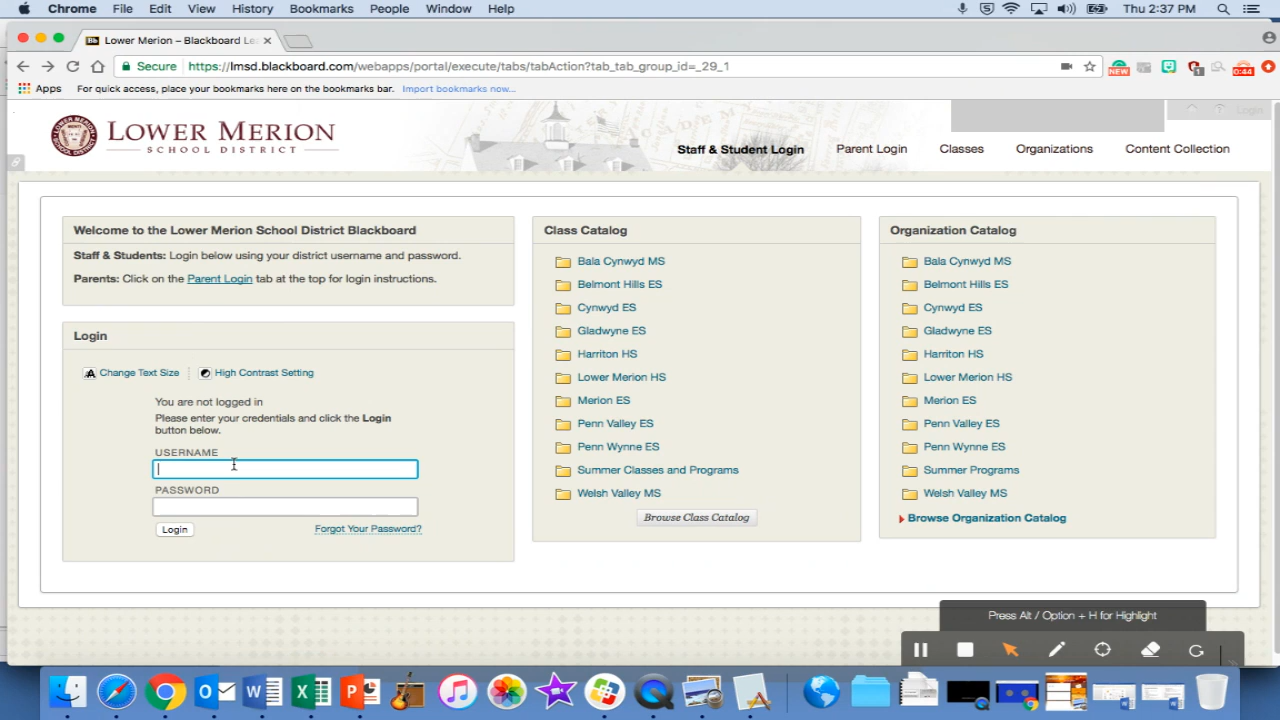 Chrome File Edit View History Bookmarks People Window Help Thu 2:37 PM
Lower Merion – Blackboard Le
Secure https://lmsd.blackboard.com/webapps/portal/execute/tabs/tabAction?tab_tab_group_id=_29_1
NEW 1 0:44
Apps For quick access, place your bookmarks here on the bookmarks bar. Import bookmarks now...
LOWER MERION
SCHOOL DISTRICT
Login
Staff & Student Login Parent Login Classes Organizations Content Collection
Welcome to the Lower Merion School District Blackboard
Staff & Students: Login below using your district username and password.
Parents: Click on the Parent Login tab at the top for login instructions.
Login
Change Text Size High Contrast Setting
You are not logged in
Please enter your credentials and click the Login
button below.
USERNAME
PASSWORD
Login Forgot Your Password?
Class Catalog
Bala Cynwyd MS
Belmont Hills ES
Cynwyd ES
Gladwyne ES
Harriton HS
Lower Merion HS
Merion ES
Penn Valley ES
Penn Wynne ES
Summer Classes and Programs
Welsh Valley MS
Browse Class Catalog
Organization Catalog
Bala Cynwyd MS
Belmont Hills ES
Cynwyd ES
Gladwyne ES
Harriton HS
Lower Merion HS
Merion ES
Penn Valley ES
Penn Wynne ES
Summer Programs
Welsh Valley MS
Browse Organization Catalog
Press Alt / Option + H for Highlight